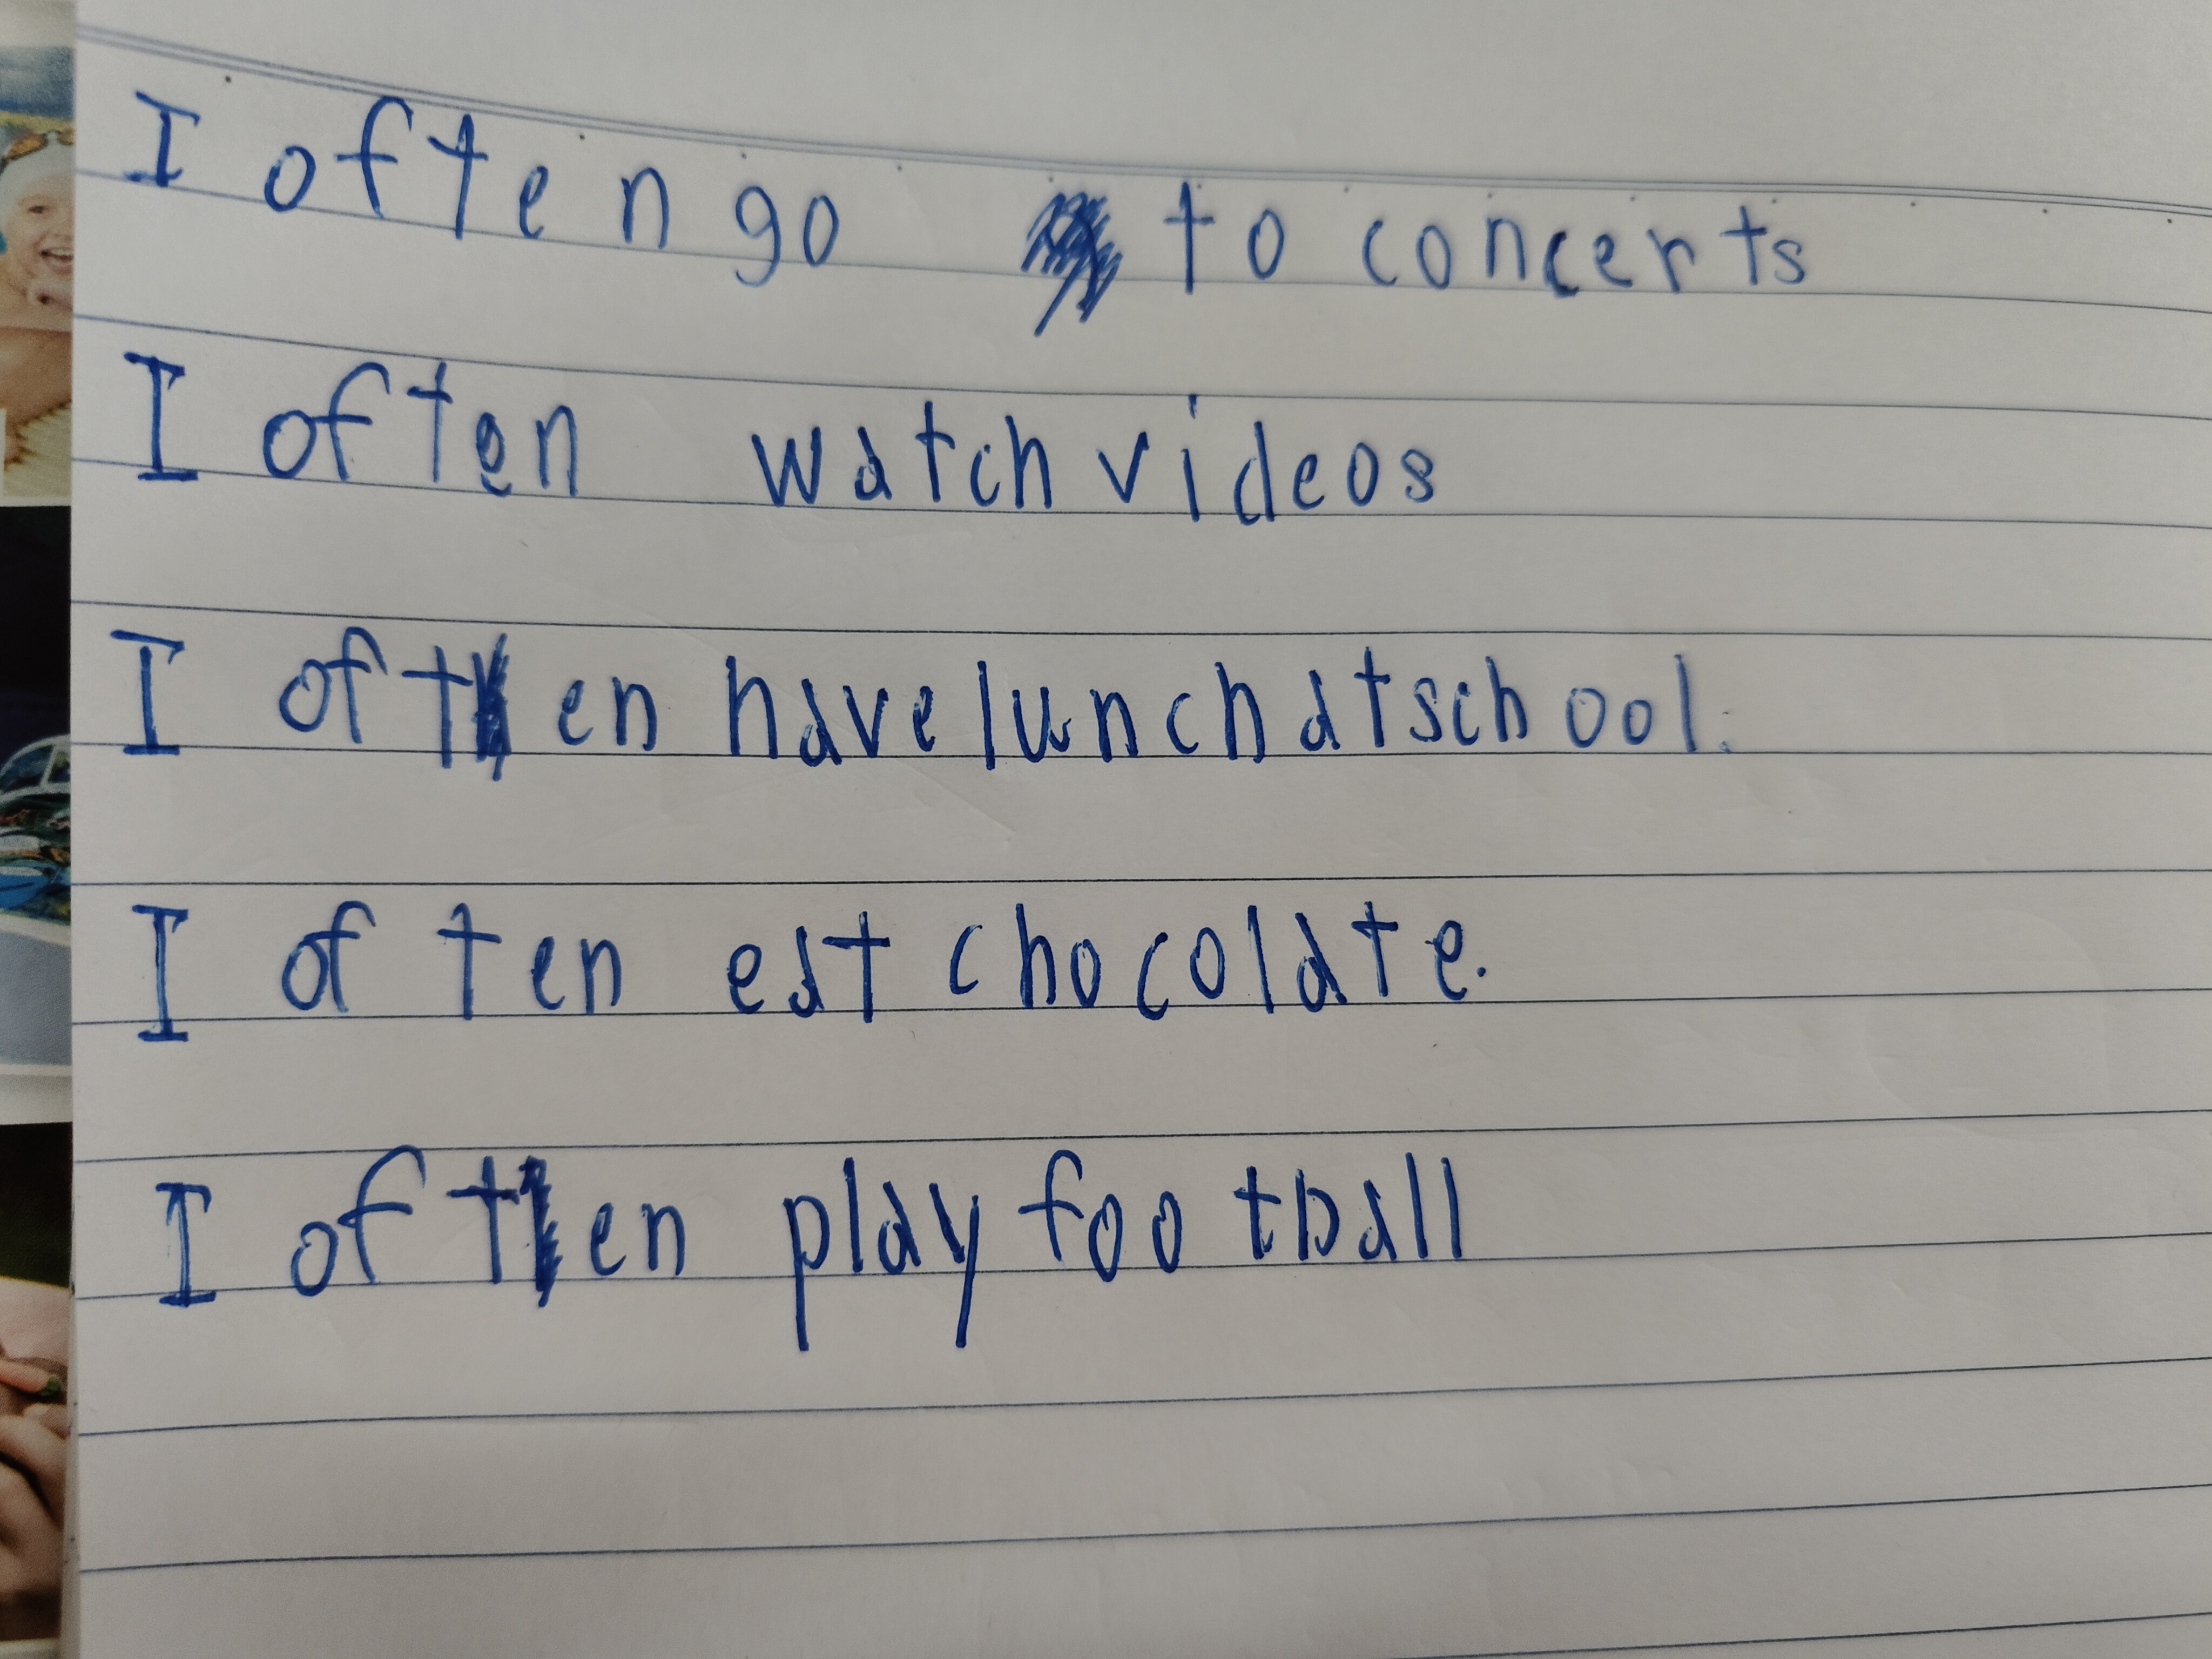 I often go to concerts
I often watch videos
I often have lunch at school.
I often eat chocolate.
I often play football